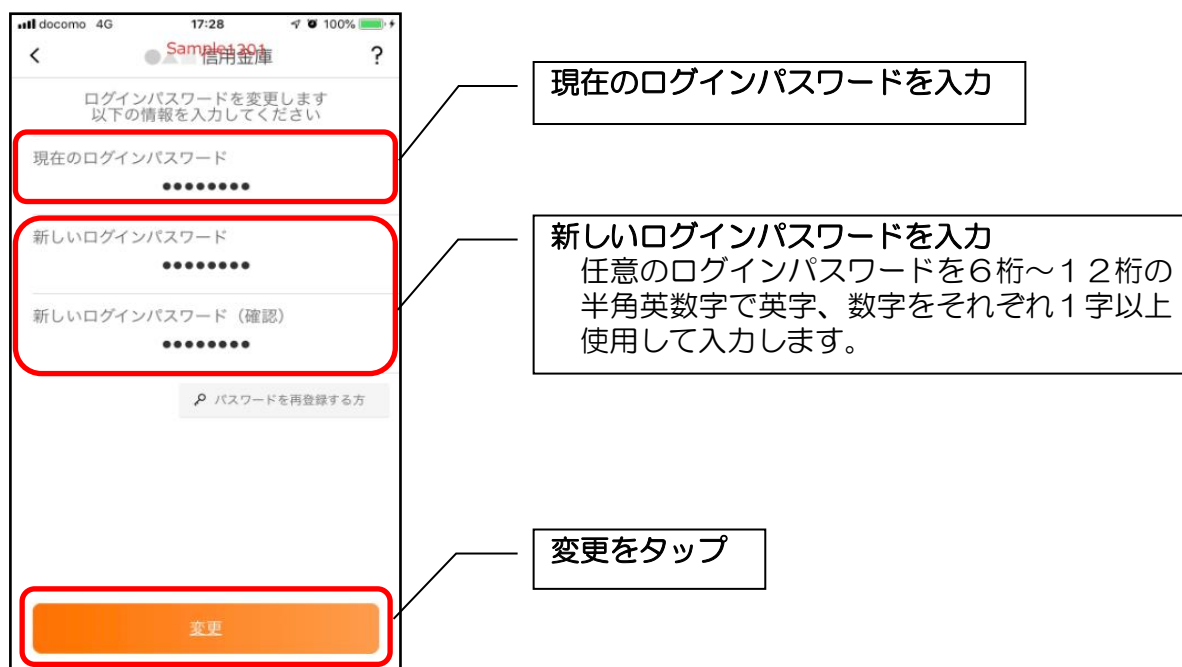 docomo 4G 17:28 100%
Sample1201
信用金庫 ?
ログインパスワードを変更します
以下の情報を入力してください
現在のログインパスワード
●●●●●●●●
新しいログインパスワード
●●●●●●●●
新しいログインパスワード（確認）
●●●●●●●●
パスワードを再登録する方
変更
現在のログインパスワードを入力
新しいログインパスワードを入力
任意のログインパスワードを６桁～１２桁の
半角英数字で英字、数字をそれぞれ１字以上
使用して入力します。
変更をタップ